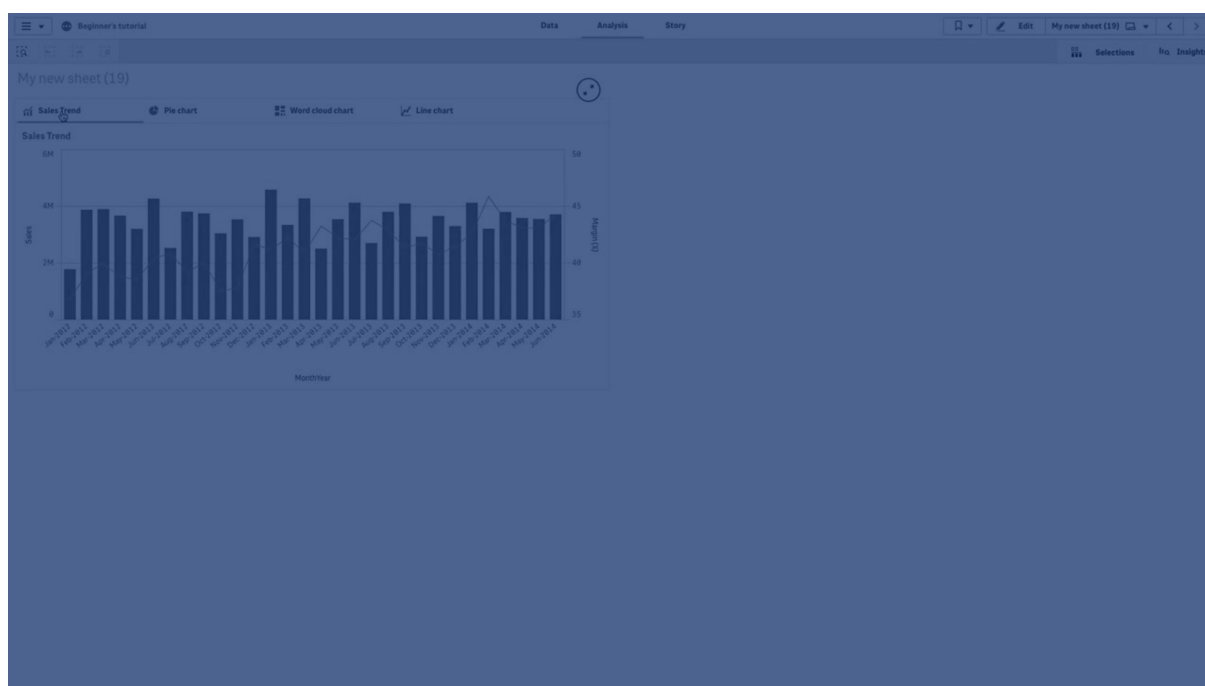 Beginner's tutorial Data Analysis Story Edit My new sheet (19)
Selections Insights
My new sheet (19)
Sales Trend Pie chart Word cloud chart Line chart
Sales Trend
6M 50
4M 45
Sales
Margin (%)
2M 40
0 35
Jan-2012 Feb-2012 Mar-2012 Apr-2012 May-2012 Jun-2012 Jul-2012 Aug-2012 Sep-2012 Oct-2012 Nov-2012 Dec-2012 Jan-2013 Feb-2013 Mar-2013 Apr-2013 May-2013 Jun-2013 Jul-2013 Aug-2013 Sep-2013 Oct-2013 Nov-2013 Dec-2013 Jan-2014 Feb-2014 Mar-2014 Apr-2014 May-2014 Jun-2014
MonthYear